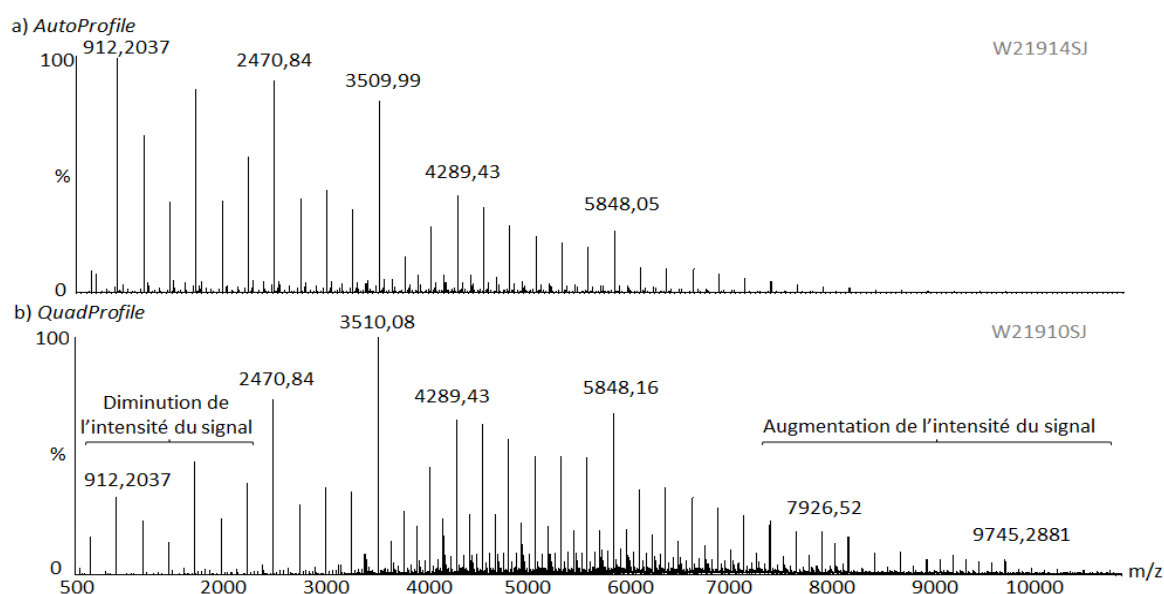 a) AutoProfile
W21914SJ
912,2037
100
2470,84
3509,99
4289,43
5848,05
%
0
b) QuadProfile
W21910SJ
3510,08
100
2470,84
4289,43
5848,16
Diminution de
l'intensité du signal
Augmentation de l'intensité du signal
%
912,2037
7926,52
9745,2881
0
500 2000 3000 4000 5000 6000 7000 8000 9000 10000 m/z